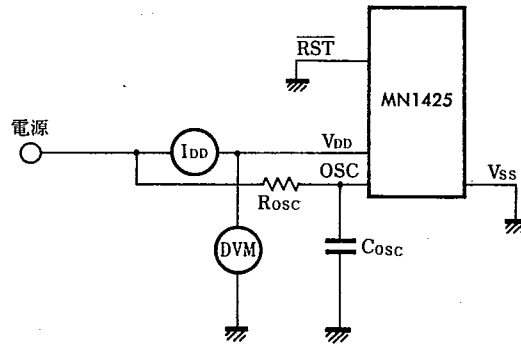 RST
MN1425
電源
IDD
VDD
OSC
VSS
ROSC
DVM
COSC